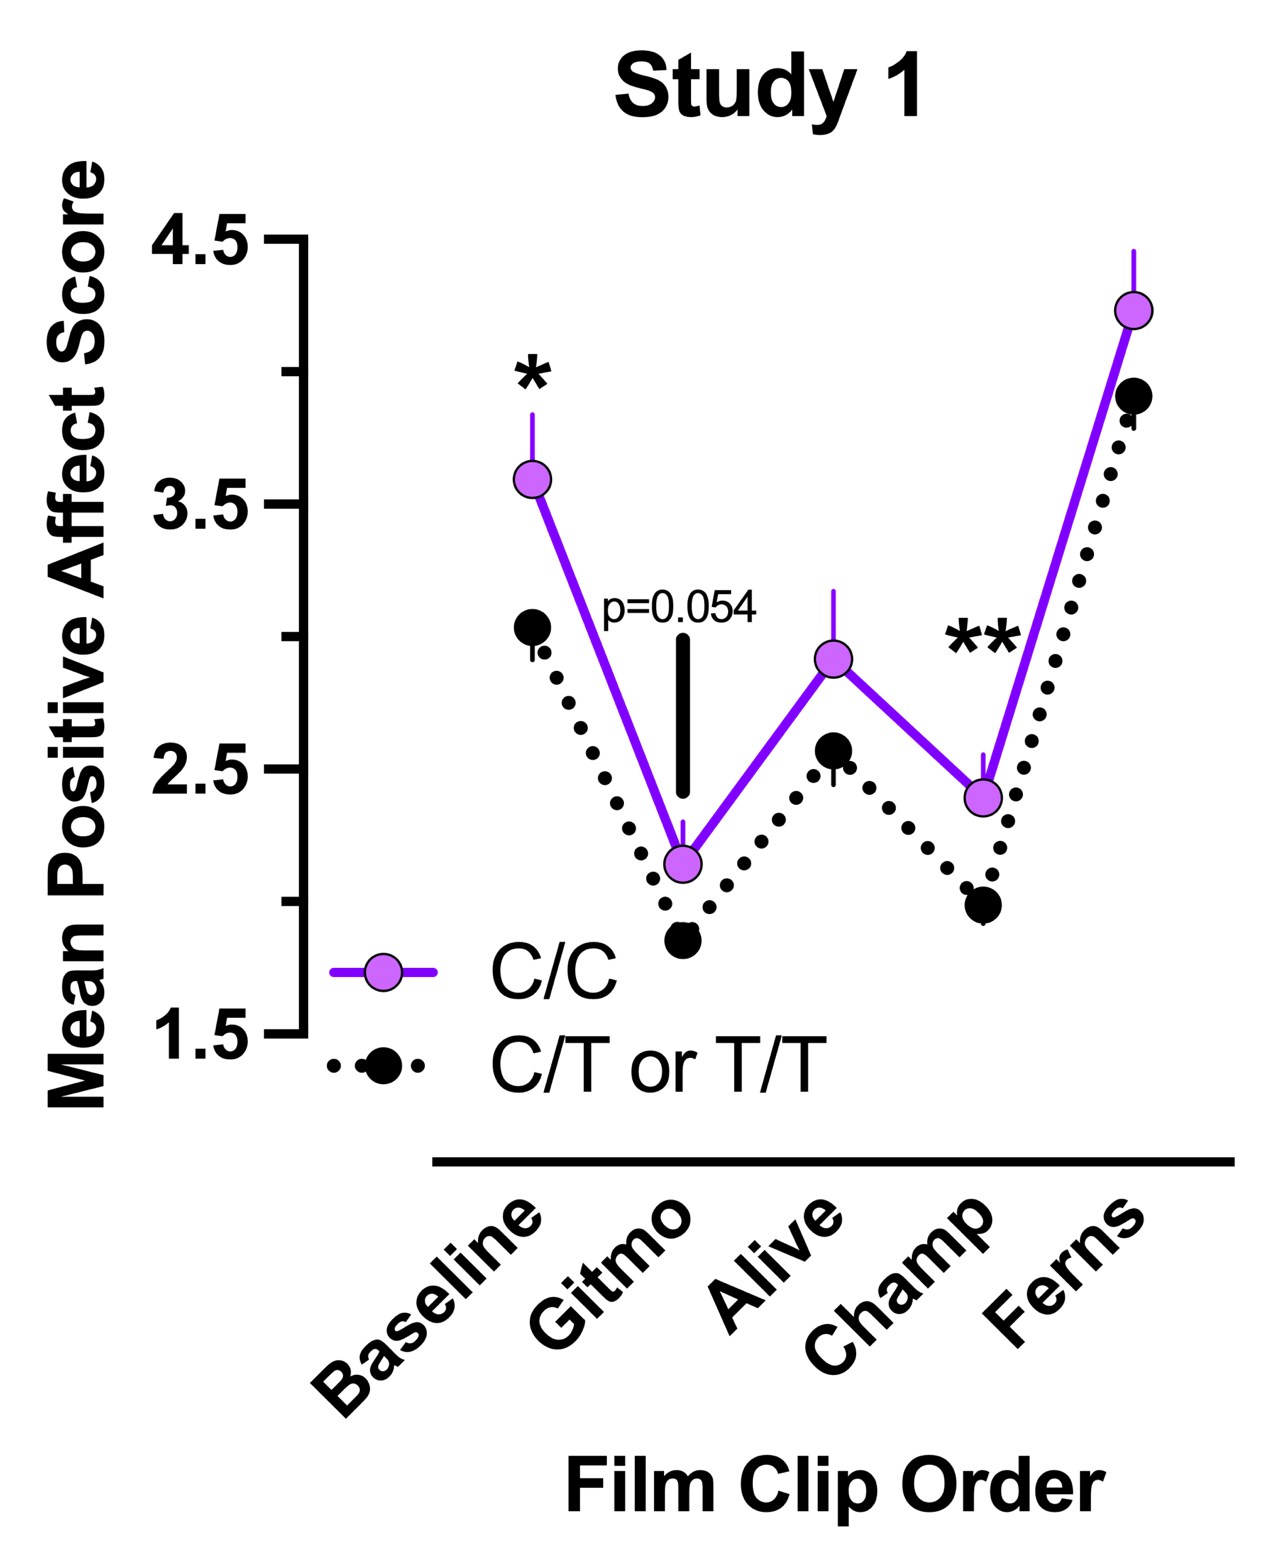 Study 1
Mean Positive Affect Score
4.5
3.5
2.5
1.5
*
p=0.054
**
C/C
C/T or T/T
Baseline
Gitmo
Alive
Champ
Ferns
Film Clip Order